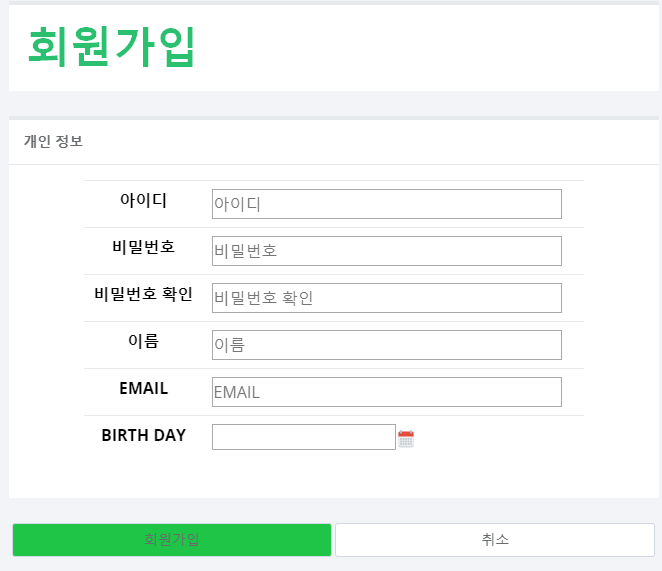 회원가입
개인 정보
아이디 아이디
비밀번호 비밀번호
비밀번호 확인 비밀번호 확인
이름 이름
EMAIL EMAIL
BIRTH DAY
회원가입 취소